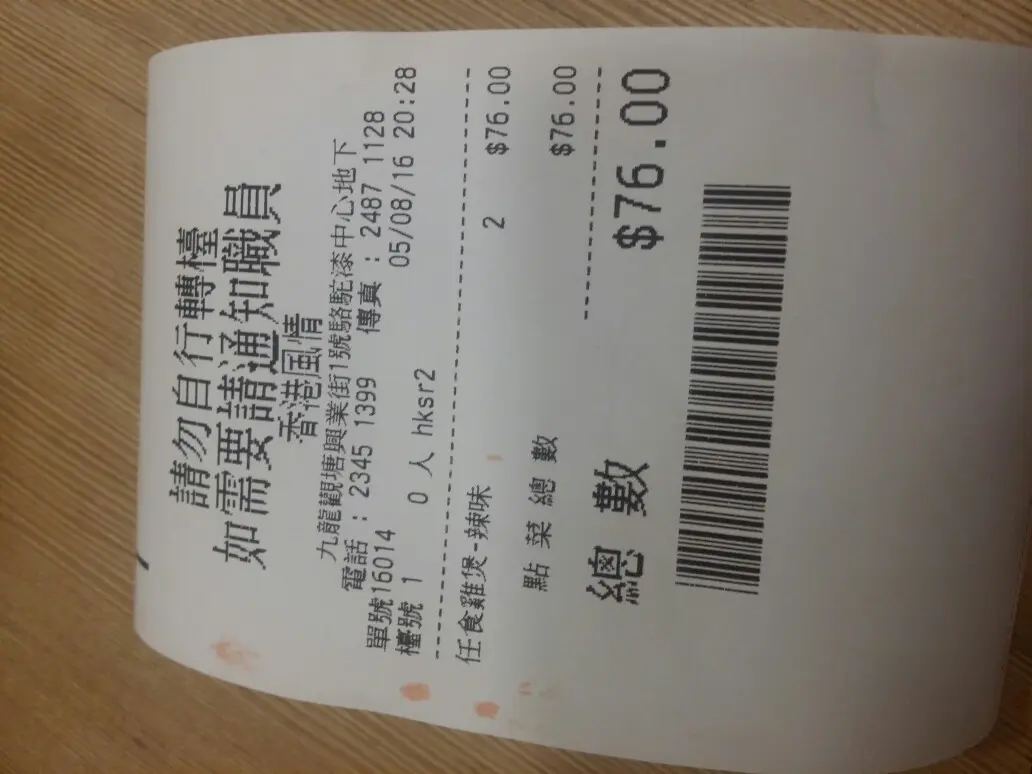 請勿自行轉檯
如需要請通知職員
香港風情
九龍觀塘興業街1號駱駝漆中心地下
電話 : 2345 1399 傳真 : 2487 1128
單號16014 05/08/16 20:28
檯號 1 0 人 hksr2
任食雞煲-辣味 2 $76.00
點 菜 總 數 $76.00
總 數 $76.00